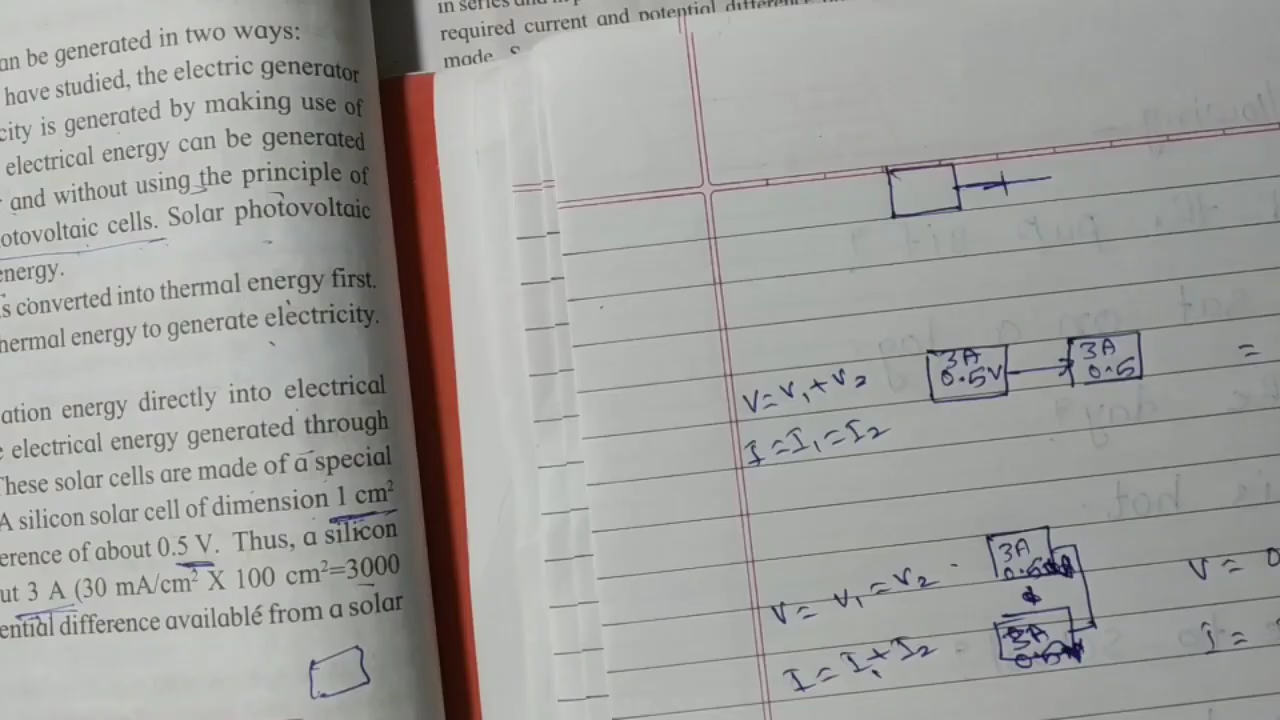 an be generated in two ways:
have studied, the electric generator
city is generated by making use of
electrical energy can be generated
and without using the principle of
otovoltaic cells. Solar photovoltaic
energy.
s converted into thermal energy first.
hermal energy to generate electricity.
ation energy directly into electrical
e electrical energy generated through
These solar cells are made of a special
A silicon solar cell of dimension 1 cm²
erence of about 0.5 V. Thus, a silicon
ut 3 A (30 mA/cm² X 100 cm²=3000
ential difference available from a solar
in series and in p
required current and potential difference
made. S
V=V₁+V₂
I=I₁=I₂
3A
0.5V
3A
0.5
=
V= V₁=V₂
I=I₁+I₂
3A
3A
V= 0
I=